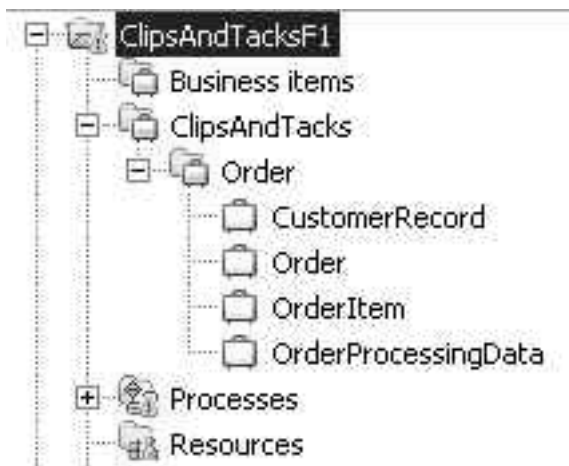 ClipsAndTacksF1
Business items
ClipsAndTacks
Order
CustomerRecord
Order
OrderItem
OrderProcessingData
Processes
Resources